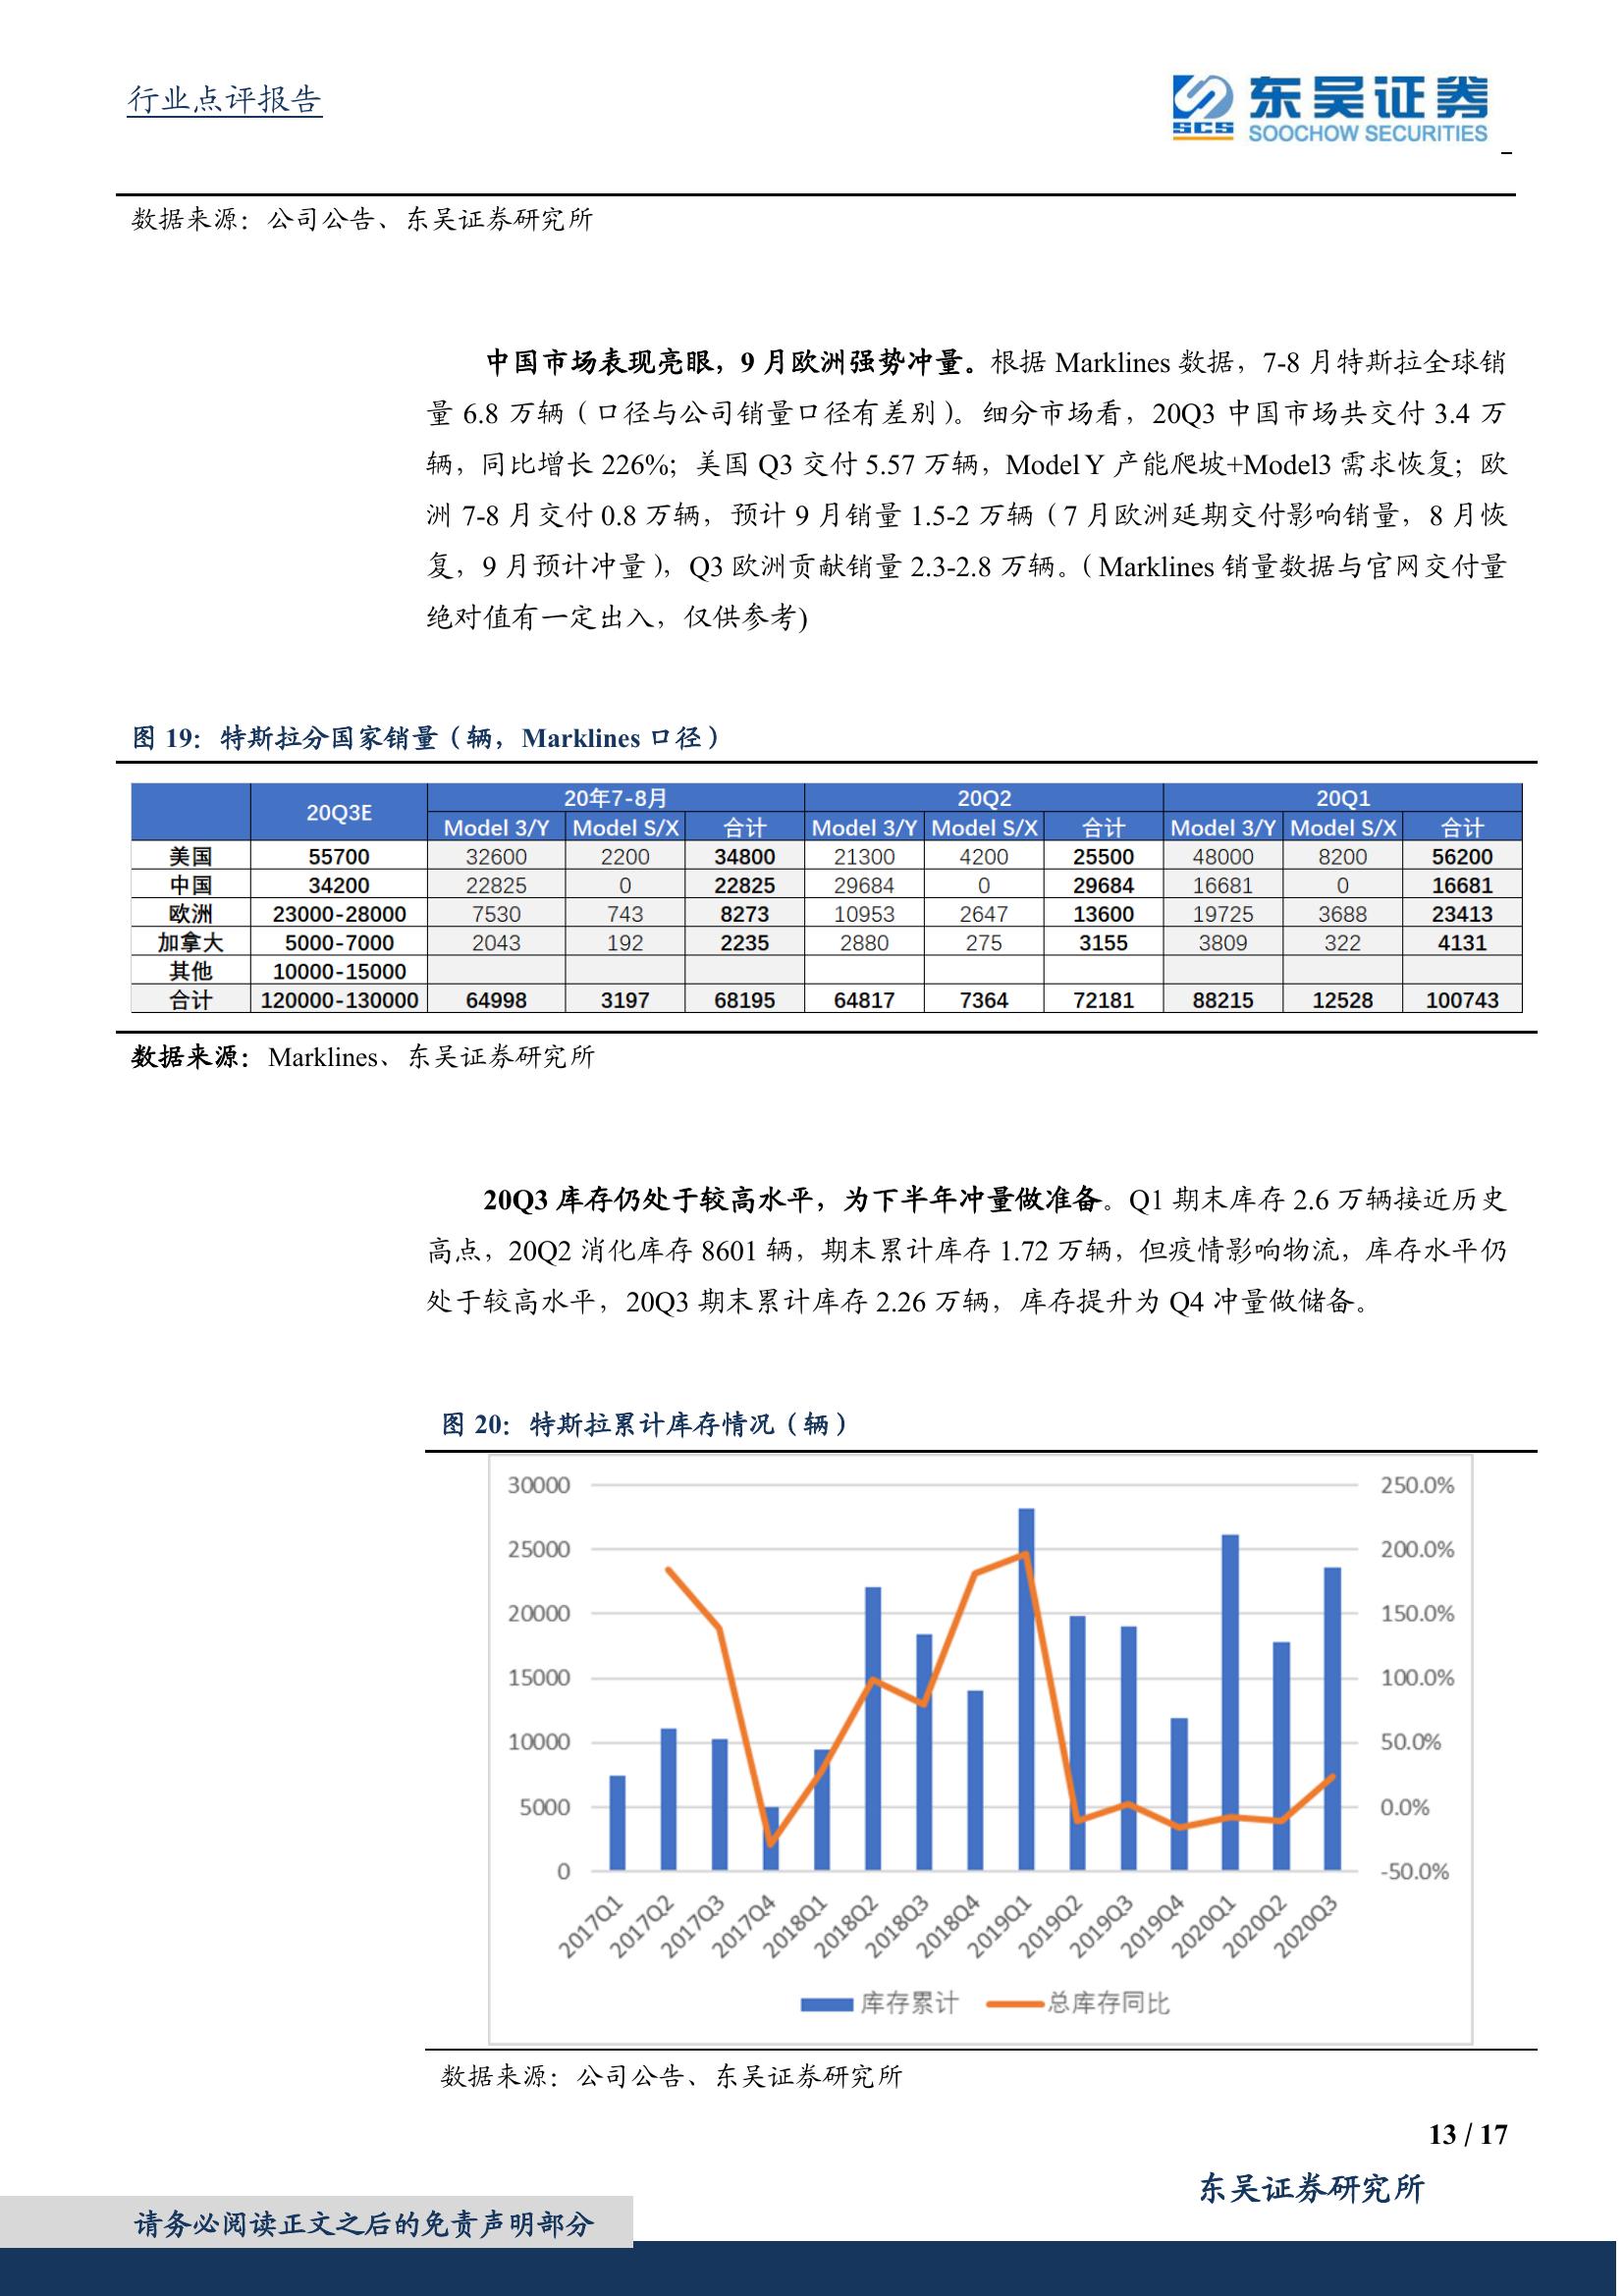 行业点评报告
东吴证券
SCS
SOOCHOW SECURITIES
数据来源：公司公告、东吴证券研究所
中国市场表现亮眼，9 月欧洲强势冲量。根据 Marklines 数据，7-8 月特斯拉全球销
量 6.8 万辆（口径与公司销量口径有差别）。细分市场看，20Q3 中国市场共交付 3.4 万
辆，同比增长 226%；美国 Q3 交付 5.57 万辆，Model Y 产能爬坡+Model3 需求恢复；欧
洲 7-8 月交付 0.8 万辆，预计 9 月销量 1.5-2 万辆（7 月欧洲延期交付影响销量，8 月恢
复，9 月预计冲量），Q3 欧洲贡献销量 2.3-2.8 万辆。（Marklines 销量数据与官网交付量
绝对值有一定出入，仅供参考)
图 19：特斯拉分国家销量（辆，Marklines 口径）
20Q3E 20年7-8月 20Q2 20Q1
Model 3/Y Model S/X 合计 Model 3/Y Model S/X 合计 Model 3/Y Model S/X 合计
美国 55700 32600 2200 34800 21300 4200 25500 48000 8200 56200
中国 34200 22825 0 22825 29684 0 29684 16681 0 16681
欧洲 23000-28000 7530 743 8273 10953 2647 13600 19725 3688 23413
加拿大 5000-7000 2043 192 2235 2880 275 3155 3809 322 4131
其他 10000-15000
合计 120000-130000 64998 3197 68195 64817 7364 72181 88215 12528 100743
数据来源：Marklines、东吴证券研究所
20Q3 库存仍处于较高水平，为下半年冲量做准备。Q1 期末库存 2.6 万辆接近历史
高点，20Q2 消化库存 8601 辆，期末累计库存 1.72 万辆，但疫情影响物流，库存水平仍
处于较高水平，20Q3 期末累计库存 2.26 万辆，库存提升为 Q4 冲量做储备。
图 20：特斯拉累计库存情况（辆）
30000 250.0%
25000 200.0%
20000 150.0%
15000 100.0%
10000 50.0%
5000 0.0%
0 -50.0%
2017Q1 2017Q2 2017Q3 2017Q4 2018Q1 2018Q2 2018Q3 2018Q4 2019Q1 2019Q2 2019Q3 2019Q4 2020Q1 2020Q2 2020Q3
库存累计 总库存同比
数据来源：公司公告、东吴证券研究所
13 / 17
东吴证券研究所
请务必阅读正文之后的免责声明部分